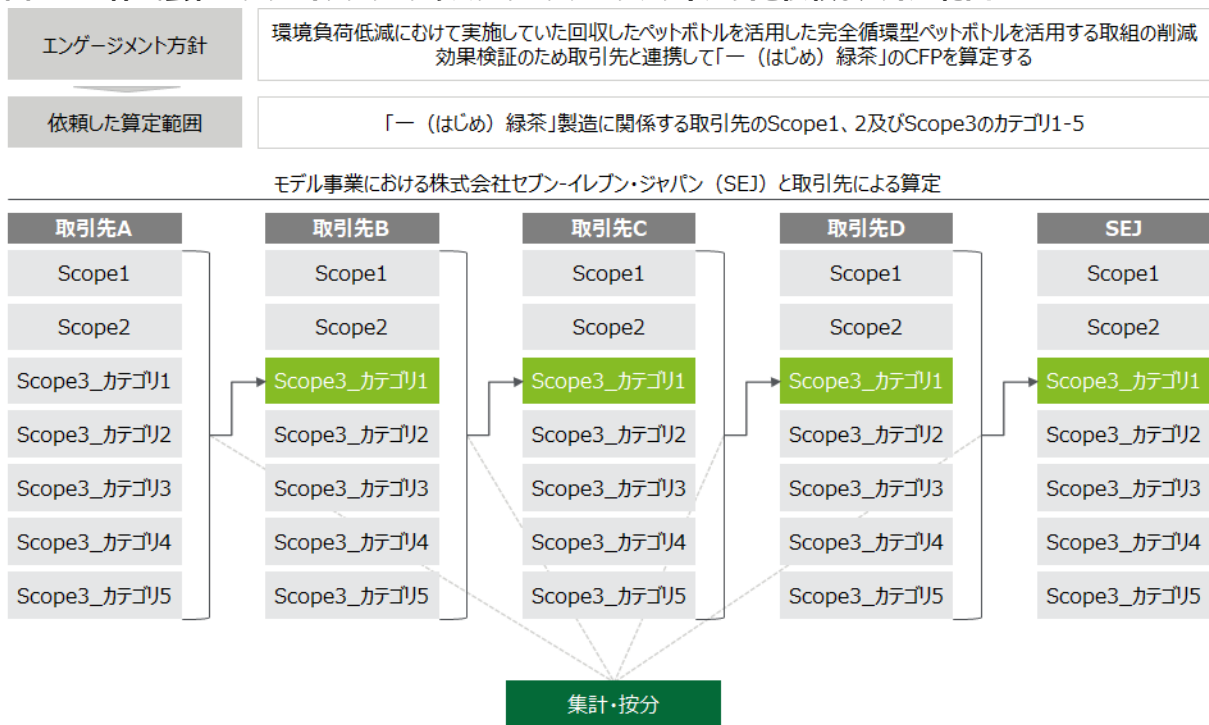 エンゲージメント方針
環境負荷低減にむけて実施していた回収したペットボトルを活用した完全循環型ペットボトルを活用する取組の削減
効果検証のため取引先と連携して「一（はじめ）緑茶」のCFPを算定する
依頼した算定範囲
「一（はじめ）緑茶」製造に関係する取引先のScope1、2及びScope3のカテゴリ1-5
モデル事業における株式会社セブン-イレブン・ジャパン（SEJ）と取引先による算定
取引先A
取引先B
取引先C
取引先D
SEJ
Scope1
Scope1
Scope1
Scope1
Scope1
Scope2
Scope2
Scope2
Scope2
Scope2
Scope3_カテゴリ1
Scope3_カテゴリ1
Scope3_カテゴリ1
Scope3_カテゴリ1
Scope3_カテゴリ1
Scope3_カテゴリ2
Scope3_カテゴリ2
Scope3_カテゴリ2
Scope3_カテゴリ2
Scope3_カテゴリ2
Scope3_カテゴリ3
Scope3_カテゴリ3
Scope3_カテゴリ3
Scope3_カテゴリ3
Scope3_カテゴリ3
Scope3_カテゴリ4
Scope3_カテゴリ4
Scope3_カテゴリ4
Scope3_カテゴリ4
Scope3_カテゴリ4
Scope3_カテゴリ5
Scope3_カテゴリ5
Scope3_カテゴリ5
Scope3_カテゴリ5
Scope3_カテゴリ5
集計・按分